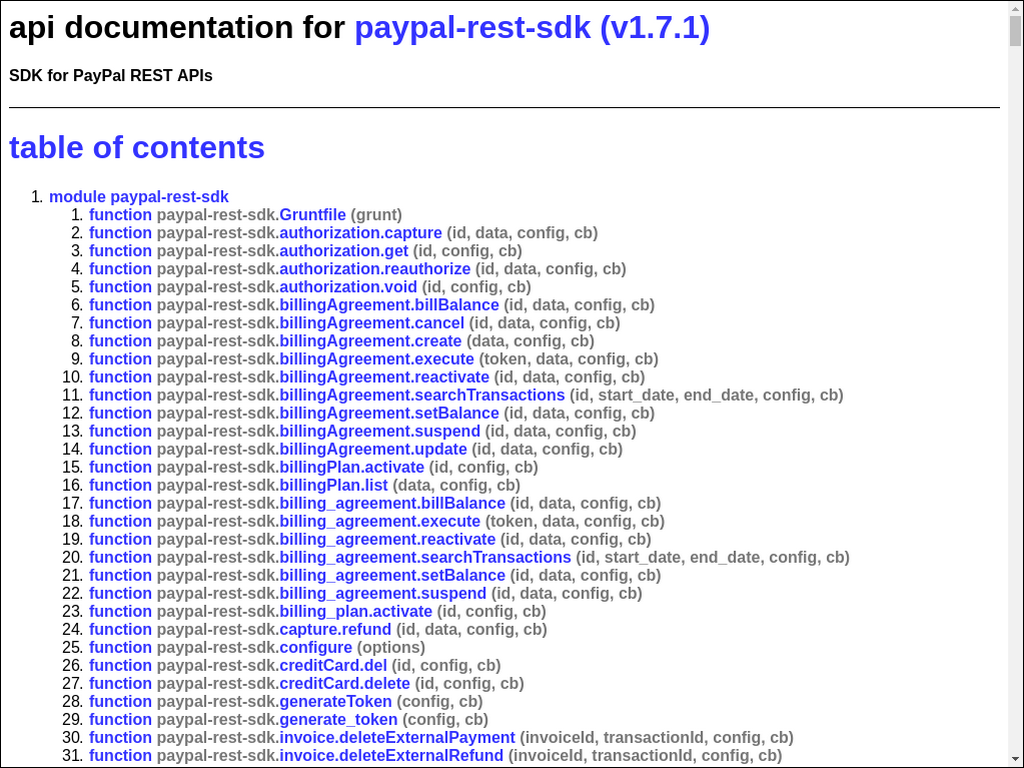 api documentation for paypal-rest-sdk (v1.7.1)
SDK for PayPal REST APIs
table of contents
1. module paypal-rest-sdk
1. function paypal-rest-sdk.Gruntfile (grunt)
2. function paypal-rest-sdk.authorization.capture (id, data, config, cb)
3. function paypal-rest-sdk.authorization.get (id, config, cb)
4. function paypal-rest-sdk.authorization.reauthorize (id, data, config, cb)
5. function paypal-rest-sdk.authorization.void (id, config, cb)
6. function paypal-rest-sdk.billingAgreement.billBalance (id, data, config, cb)
7. function paypal-rest-sdk.billingAgreement.cancel (id, data, config, cb)
8. function paypal-rest-sdk.billingAgreement.create (data, config, cb)
9. function paypal-rest-sdk.billingAgreement.execute (token, data, config, cb)
10. function paypal-rest-sdk.billingAgreement.reactivate (id, data, config, cb)
11. function paypal-rest-sdk.billingAgreement.searchTransactions (id, start_date, end_date, config, cb)
12. function paypal-rest-sdk.billingAgreement.setBalance (id, data, config, cb)
13. function paypal-rest-sdk.billingAgreement.suspend (id, data, config, cb)
14. function paypal-rest-sdk.billingAgreement.update (id, data, config, cb)
15. function paypal-rest-sdk.billingPlan.activate (id, config, cb)
16. function paypal-rest-sdk.billingPlan.list (data, config, cb)
17. function paypal-rest-sdk.billing_agreement.billBalance (id, data, config, cb)
18. function paypal-rest-sdk.billing_agreement.execute (token, data, config, cb)
19. function paypal-rest-sdk.billing_agreement.reactivate (id, data, config, cb)
20. function paypal-rest-sdk.billing_agreement.searchTransactions (id, start_date, end_date, config, cb)
21. function paypal-rest-sdk.billing_agreement.setBalance (id, data, config, cb)
22. function paypal-rest-sdk.billing_agreement.suspend (id, data, config, cb)
23. function paypal-rest-sdk.billing_plan.activate (id, config, cb)
24. function paypal-rest-sdk.capture.refund (id, data, config, cb)
25. function paypal-rest-sdk.configure (options)
26. function paypal-rest-sdk.creditCard.del (id, config, cb)
27. function paypal-rest-sdk.creditCard.delete (id, config, cb)
28. function paypal-rest-sdk.generateToken (config, cb)
29. function paypal-rest-sdk.generate_token (config, cb)
30. function paypal-rest-sdk.invoice.deleteExternalPayment (invoiceId, transactionId, config, cb)
31. function paypal-rest-sdk.invoice.deleteExternalRefund (invoiceId, transactionId, config, cb)